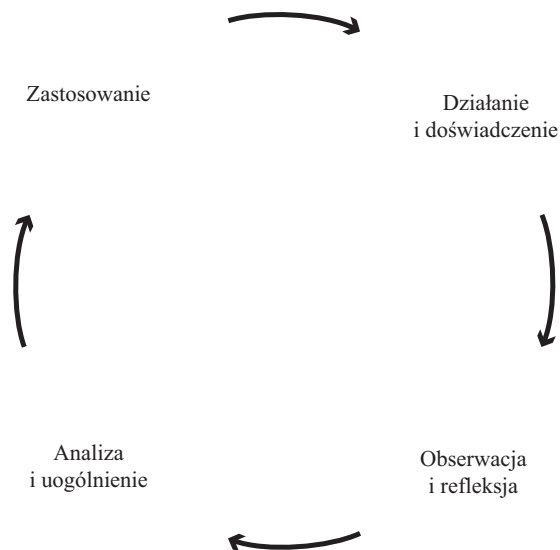 Zastosowanie
Działanie
i doświadczenie
Analiza
i uogólnienie
Obserwacja
i refleksja